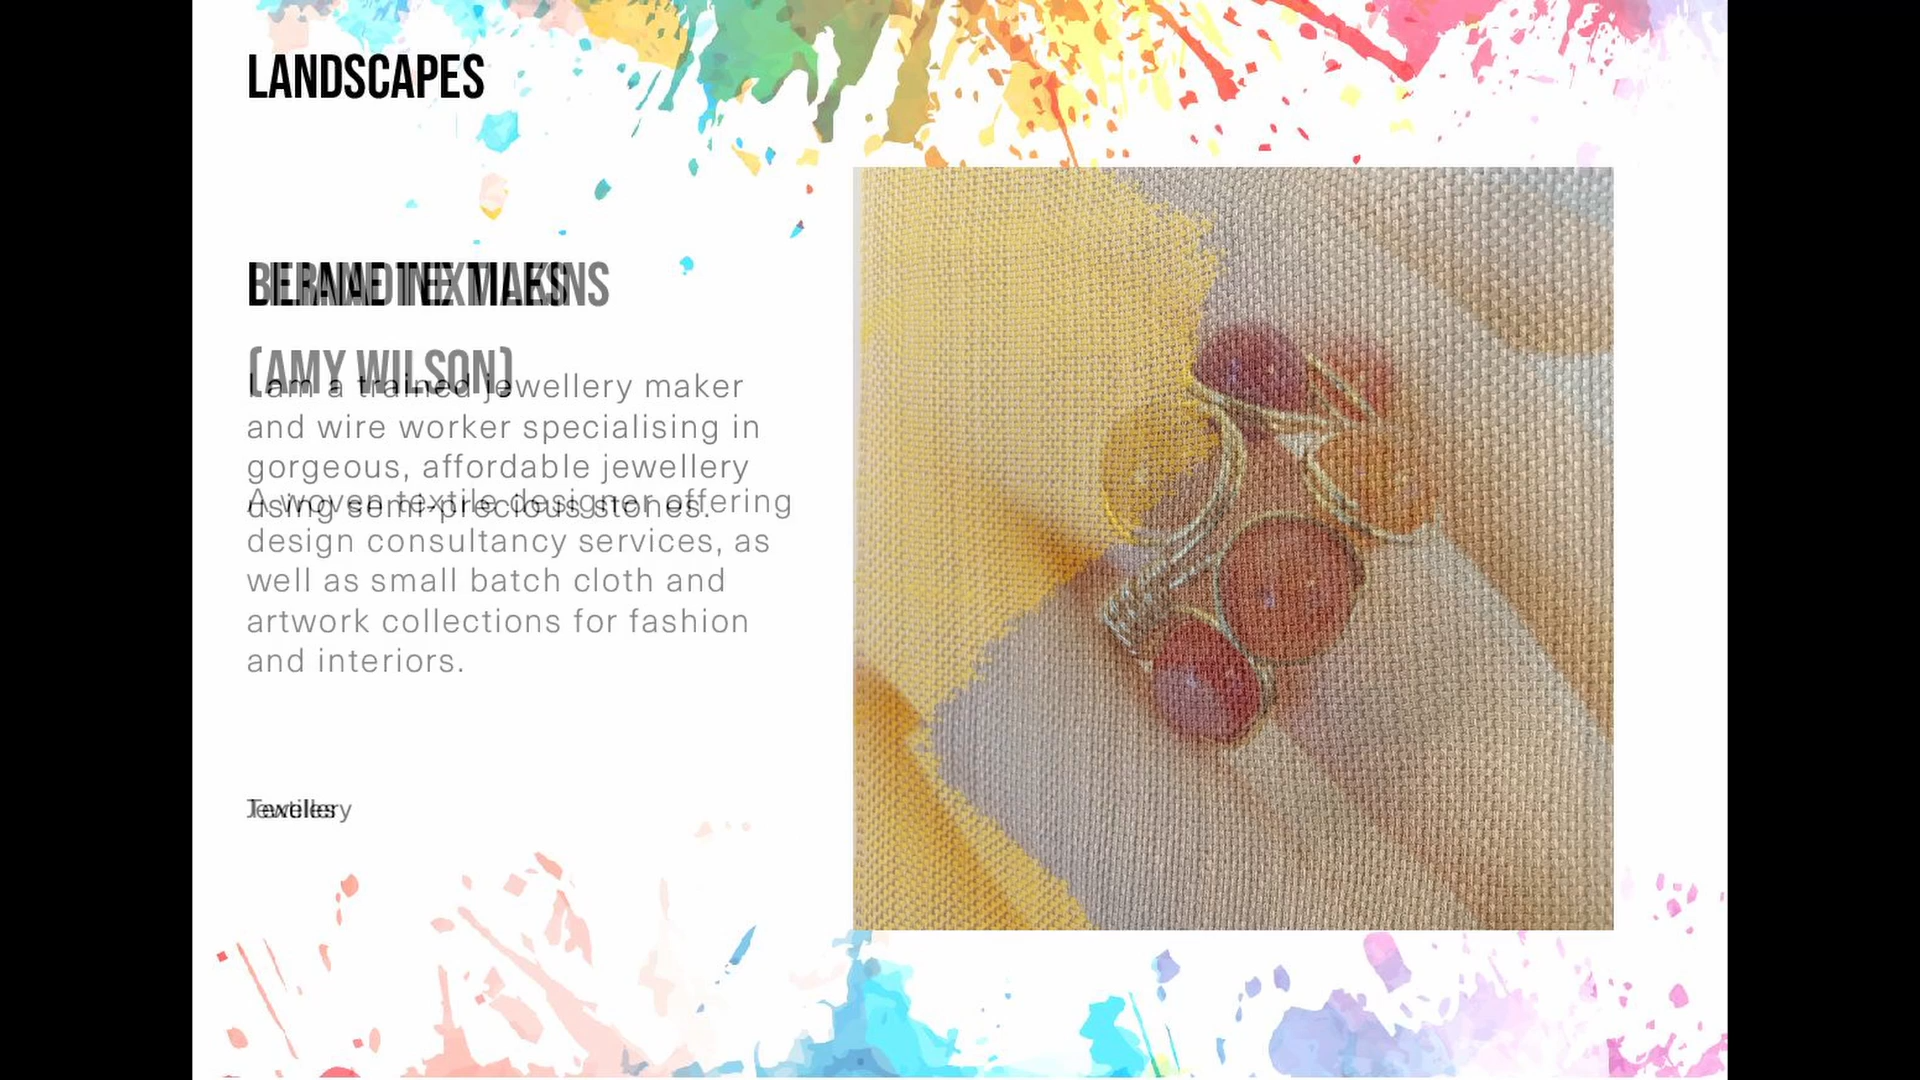 LANDSCAPES
(AMY WILSON)
I am a trained jewellery maker
and wire worker specialising in
gorgeous, affordable jewellery
using semi-precious stones.
A woven textile designer offering
design consultancy services, as
well as small batch cloth and
artwork collections for fashion
and interiors.
Jewellery
Textiles